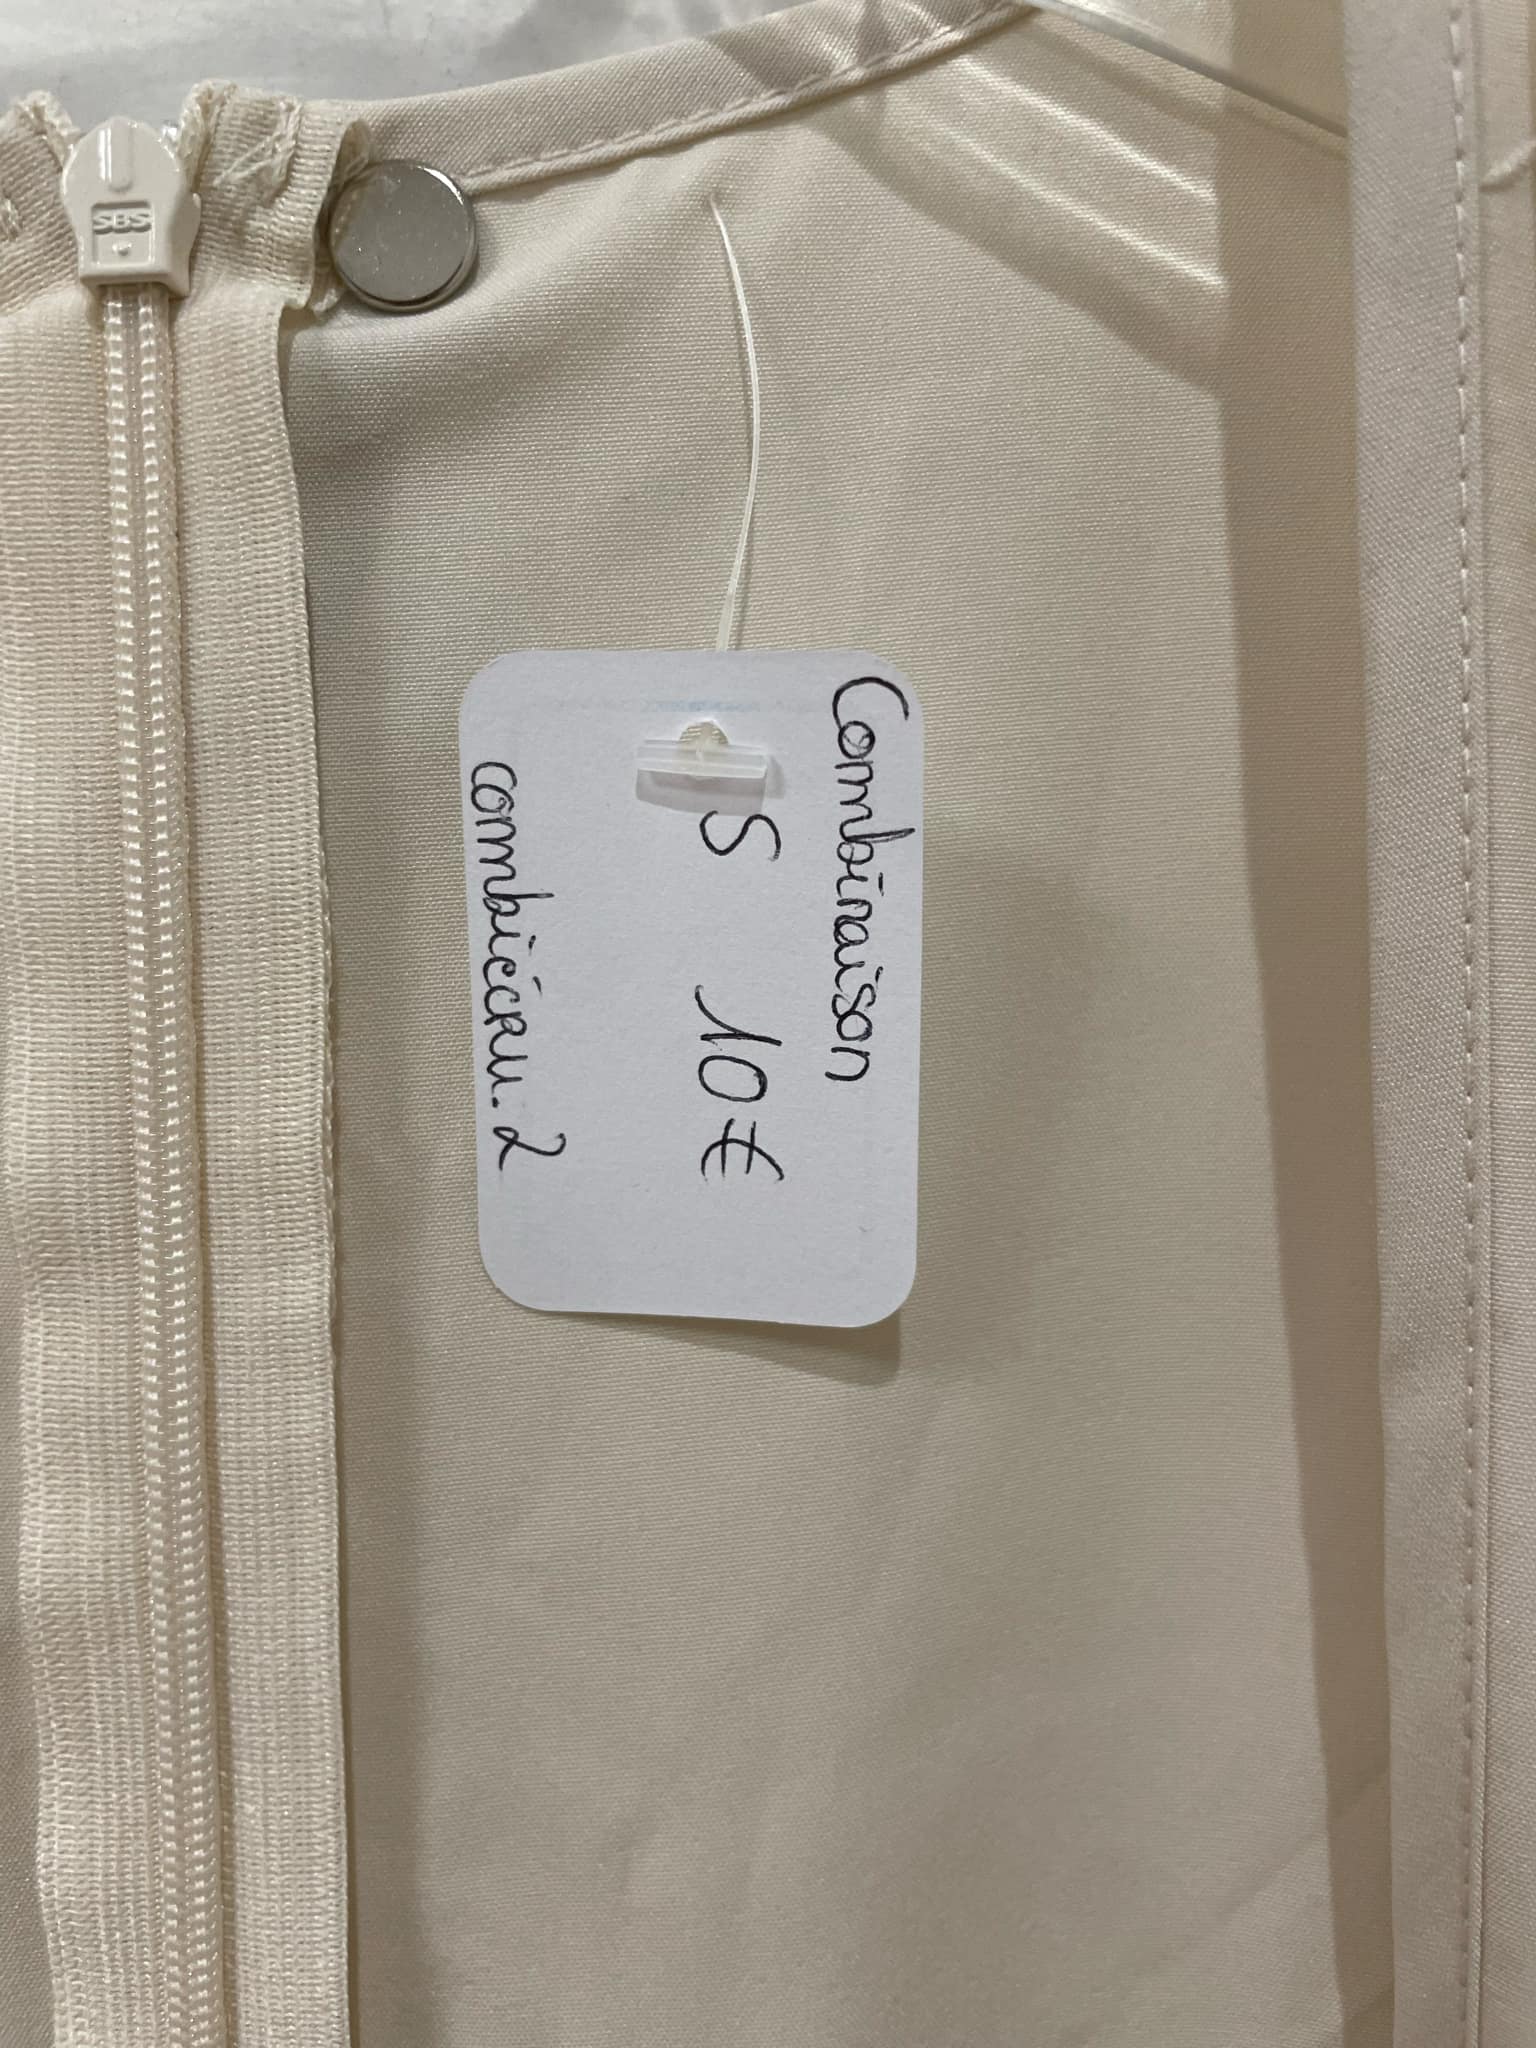 SBS
Combinaison
S 10€
combiécru.2